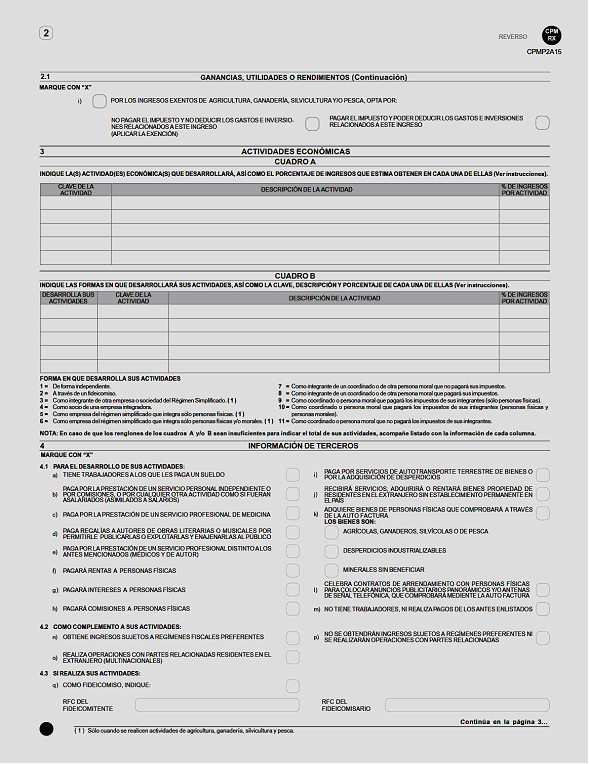 2
REVERSO
CPM
RX
CPMP2A15
2.1 GANANCIAS, UTILIDADES O RENDIMIENTOS (Continuación)
MARQUE CON "X"
i) POR LOS INGRESOS EXENTOS DE AGRICULTURA, GANADERÍA, SILVICULTURA Y/O PESCA, OPTA POR:
NO PAGAR EL IMPUESTO Y NO DEDUCIR LOS GASTOS E INVERSIO-
NES RELACIONADOS A ESTE INGRESO
(APLICAR LA EXENCIÓN)
PAGAR EL IMPUESTO Y PODER DEDUCIR LOS GASTOS E INVERSIONES
RELACIONADOS A ESTE INGRESO
3 ACTIVIDADES ECONÓMICAS
CUADRO A
INDIQUE LA(S) ACTIVIDAD(ES) ECONÓMICA(S) QUE DESARROLLARÁ, ASÍ COMO EL PORCENTAJE DE INGRESOS QUE ESTIMA OBTENER EN CADA UNA DE ELLAS (Ver instrucciones).
CLAVE DE LA
ACTIVIDAD
DESCRIPCIÓN DE LA ACTIVIDAD
% DE INGRESOS
POR ACTIVIDAD
CUADRO B
INDIQUE LAS FORMAS EN QUE DESARROLLARÁ SUS ACTIVIDADES, ASÍ COMO LA CLAVE, DESCRIPCIÓN Y PORCENTAJE DE CADA UNA DE ELLAS (Ver instrucciones).
DESARROLLA SUS
ACTIVIDADES
CLAVE DE LA
ACTIVIDAD
DESCRIPCIÓN DE LA ACTIVIDAD
% DE INGRESOS
POR ACTIVIDAD
FORMA EN QUE DESARROLLA SUS ACTIVIDADES
1 = De forma independiente.
2 = A través de un fideicomiso.
3 = Como integrante de otra empresa o sociedad del Régimen Simplificado. ( 1 )
4 = Como socio de una empresa integradora.
5 = Como empresa del régimen simplificado que integra sólo personas físicas. ( 1 )
6 = Como empresa del régimen simplificado que integra sólo personas físicas y/o morales. ( 1 )
7 = Como integrante de un coordinado o de otra persona moral que no pagará sus impuestos.
8 = Como integrante de un coordinado o de otra persona moral que pagará sus impuestos.
9 = Como coordinado o persona moral que pagará los impuestos de sus integrantes (sólo personas físicas).
10 = Como coordinado o persona moral que pagará los impuestos de sus integrantes (personas físicas y
personas morales).
11 = Como coordinado o persona moral que no pagará los impuestos de sus integrantes.
NOTA: En caso de que los renglones de los cuadros A y/o B sean insuficientes para indicar el total de sus actividades, acompañe listado con la información de cada columna.
4 INFORMACIÓN DE TERCEROS
MARQUE CON "X"
4.1 PARA EL DESARROLLO DE SUS ACTIVIDADES:
a) TIENE TRABAJADORES A LOS QUE LES PAGA UN SUELDO
b) PAGA POR LA PRESTACIÓN DE UN SERVICIO PERSONAL INDEPENDIENTE O
POR COMISIONES, O POR CUALQUIER OTRA ACTIVIDAD COMO SI FUERAN
ASALARIADOS (ASIMILADOS A SALARIOS)
c) PAGA POR LA PRESTACIÓN DE UN SERVICIO PROFESIONAL DE MEDICINA
d) PAGA REGALÍAS A AUTORES DE OBRAS LITERARIAS O MUSICALES POR
PERMITIRLE PUBLICARLAS O EXPLOTARLAS Y ENAJENARLAS AL PÚBLICO
e) PAGA POR LA PRESTACIÓN DE UN SERVICIO PROFESIONAL DISTINTO A LOS
ANTES MENCIONADOS (MÉDICOS Y DE AUTOR)
f) PAGARÁ RENTAS A PERSONAS FÍSICAS
g) PAGARÁ INTERESES A PERSONAS FÍSICAS
h) PAGARÁ COMISIONES A PERSONAS FÍSICAS
i) PAGA POR SERVICIOS DE AUTOTRANSPORTE TERRESTRE DE BIENES O
POR LA ADQUISICIÓN DE DESPERDICIOS
j) RECIBIRÁ SERVICIOS, ADQUIRIRÁ O RENTARÁ BIENES PROPIEDAD DE
RESIDENTES EN EL EXTRANJERO SIN ESTABLECIMIENTO PERMANENTE EN
EL PAÍS
k) ADQUIERE BIENES DE PERSONAS FÍSICAS QUE COMPROBARÁ A TRAVÉS
DE LA AUTO FACTURA
LOS BIENES SON:
AGRÍCOLAS, GANADEROS, SILVÍCOLAS O DE PESCA
DESPERDICIOS INDUSTRIALIZABLES
MINERALES SIN BENEFICIAR
l) CELEBRA CONTRATOS DE ARRENDAMIENTO CON PERSONAS FÍSICAS
PARA COLOCAR ANUNCIOS PUBLICITARIOS PANORÁMICOS Y/O ANTENAS
DE SEÑAL TELEFÓNICA, QUE COMPROBARÁ MEDIANTE LA AUTO FACTURA
m) NO TIENE TRABAJADORES, NI REALIZA PAGOS DE LOS ANTES ENLISTADOS
4.2 COMO COMPLEMENTO A SUS ACTIVIDADES:
n) OBTIENE INGRESOS SUJETOS A REGÍMENES FISCALES PREFERENTES
o) REALIZA OPERACIONES CON PARTES RELACIONADAS RESIDENTES EN EL
EXTRANJERO (MULTINACIONALES)
p) NO SE OBTENDRÁN INGRESOS SUJETOS A REGÍMENES PREFERENTES NI
SE REALIZARÁN OPERACIONES CON PARTES RELACIONADAS
4.3 SI REALIZA SUS ACTIVIDADES:
q) COMO FIDEICOMISO, INDIQUE:
RFC DEL
FIDEICOMITENTE
RFC DEL
FIDEICOMISARIO
Continúa en la página 3...
( 1 ) Sólo cuando se realicen actividades de agricultura, ganadería, silvicultura y pesca.